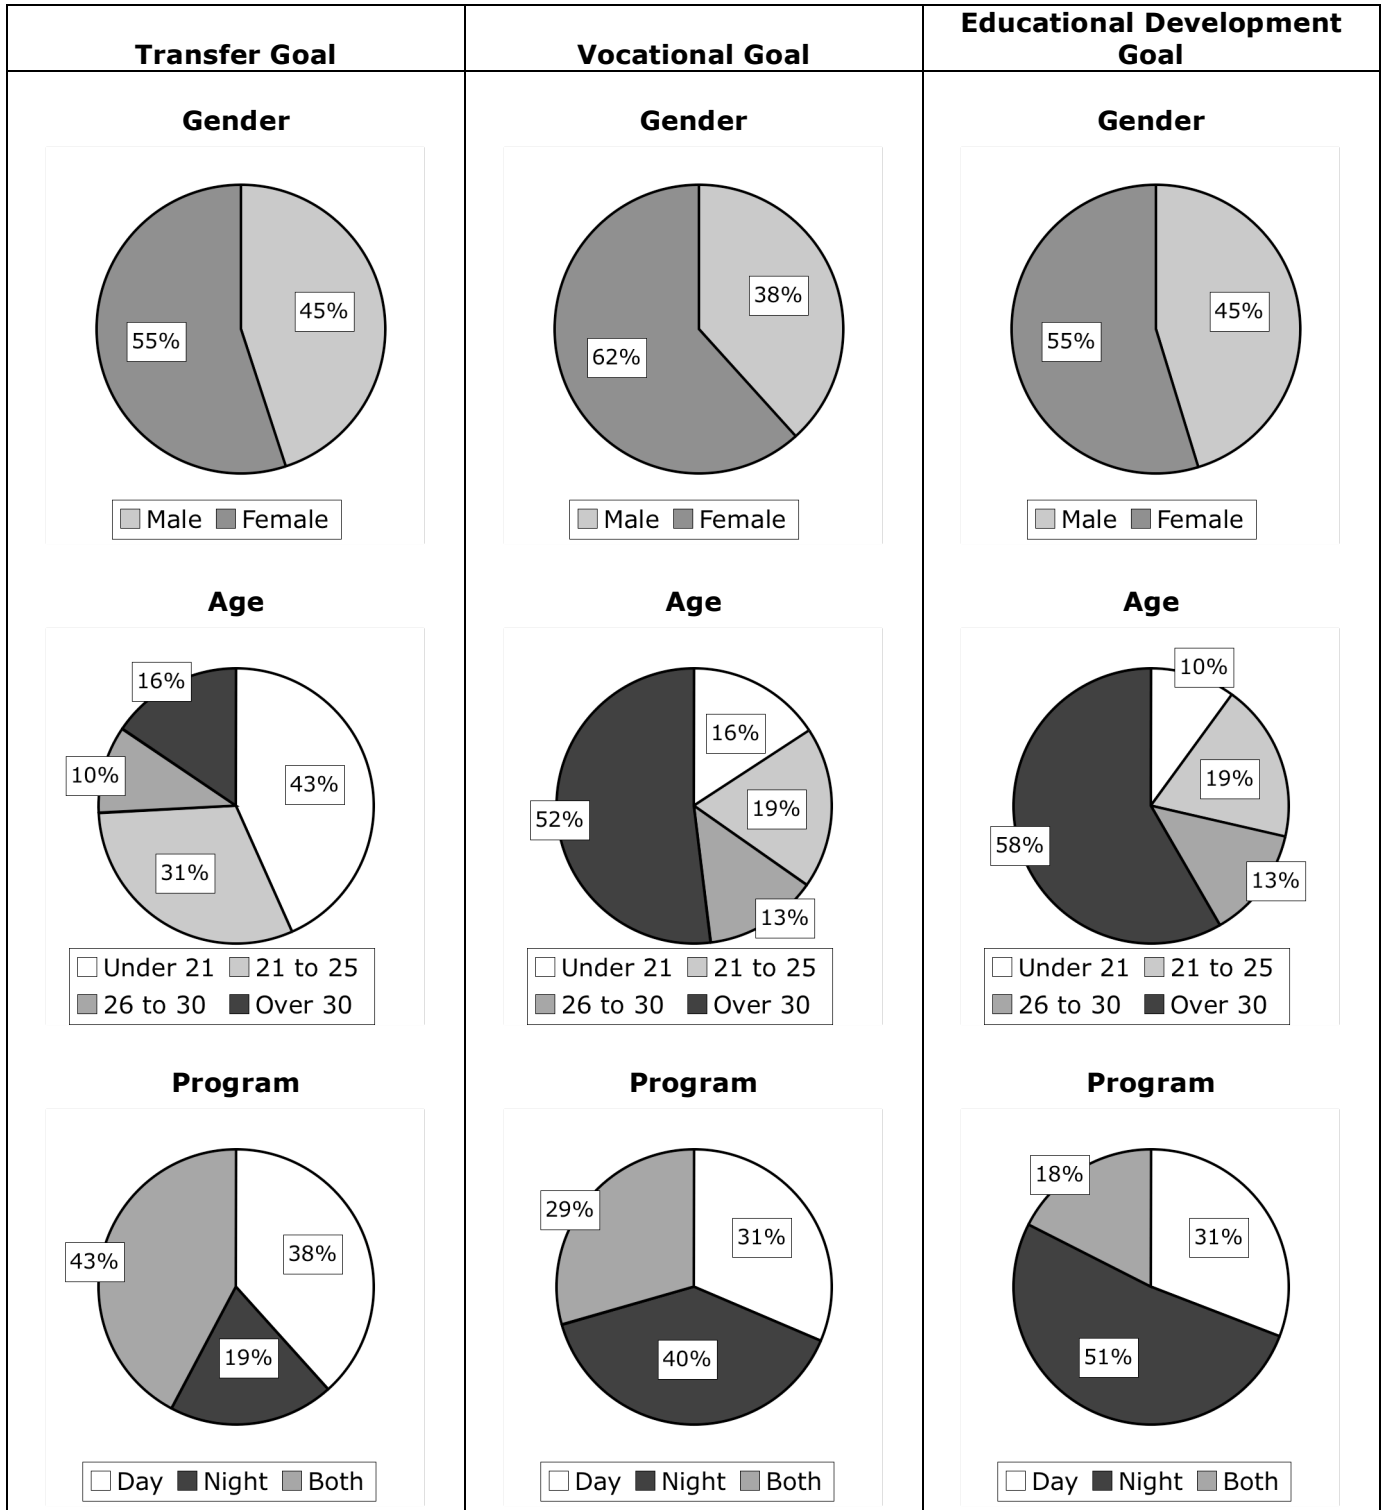 Transfer Goal
Vocational Goal
Educational Development
Goal
Gender
45%
55%
Male Female
Gender
38%
62%
Male Female
Gender
45%
55%
Male Female
Age
16%
10%
43%
31%
Under 21 21 to 25
26 to 30 Over 30
Age
16%
19%
52%
13%
Under 21 21 to 25
26 to 30 Over 30
Age
10%
19%
58%
13%
Under 21 21 to 25
26 to 30 Over 30
Program
38%
43%
19%
Day Night Both
Program
29%
31%
40%
Day Night Both
Program
18%
31%
51%
Day Night Both